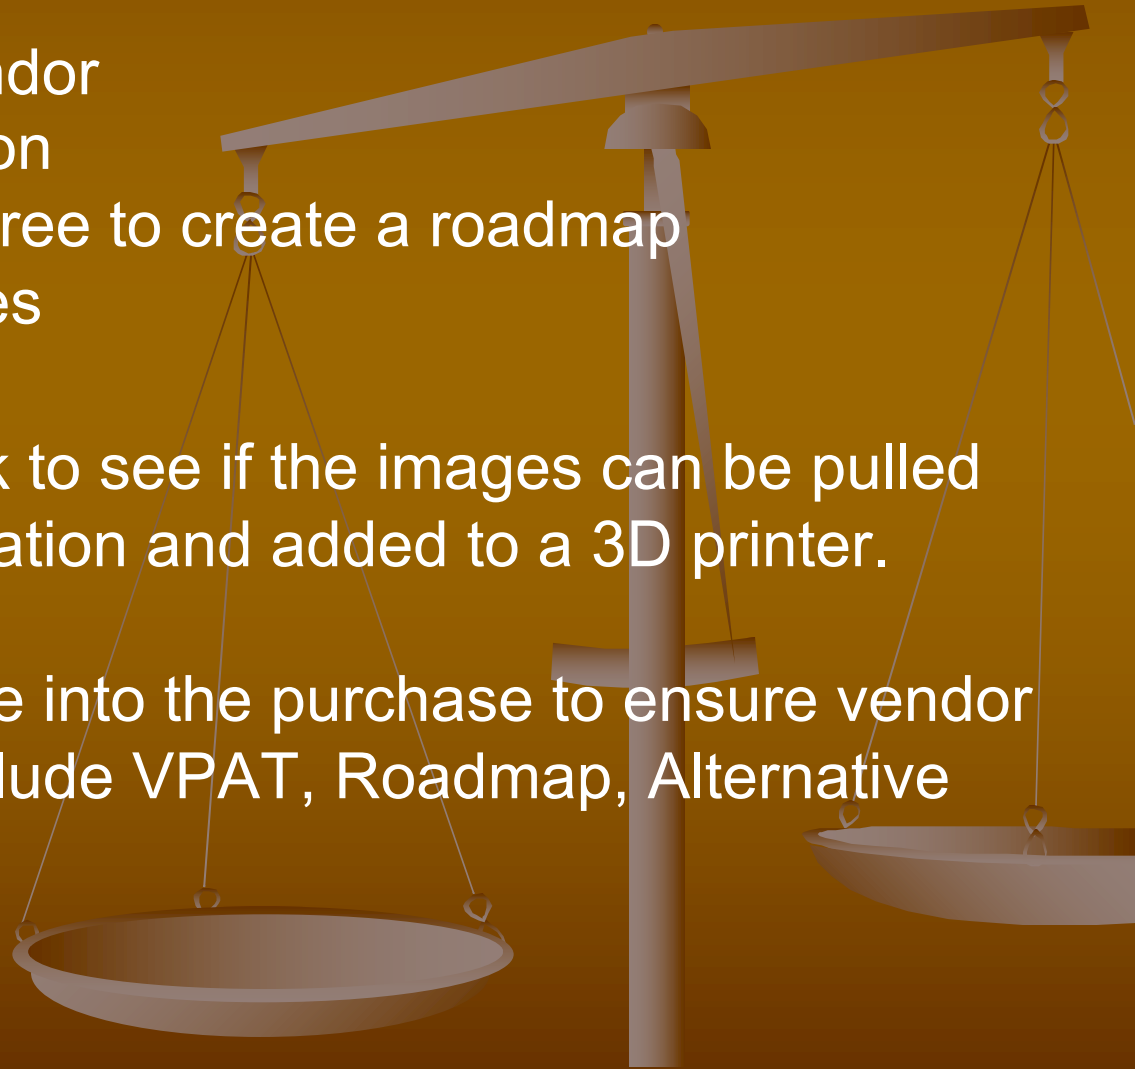 ndor
on
ree to create a roadmap
es
k to see if the images can be pulled
ation and added to a 3D printer.
e into the purchase to ensure vendor
lude VPAT, Roadmap, Alternative